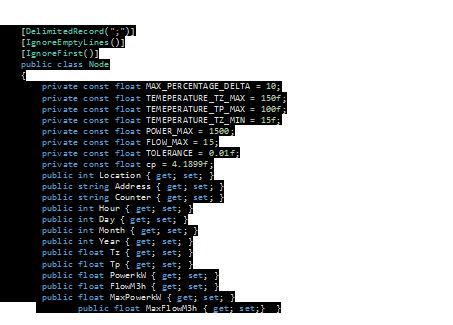 [DelimitedRecord(";")]
[IgnoreEmptyLines()]
[IgnoreFirst()]
public class Node
{
private const float MAX_PERCENTAGE_DELTA = 10;
private const float TEMEPERATURE_TZ_MAX = 150f;
private const float TEMEPERATURE_TP_MAX = 100f;
private const float TEMEPERATURE_TZ_MIN = 15f;
private const float POWER_MAX = 1500;
private const float FLOW_MAX = 15;
private const float TOLERANCE = 0.01f;
private const float cp = 4.1899f;
public int Location { get; set; }
public string Address { get; set; }
public string Counter { get; set; }
public int Hour { get; set; }
public int Day { get; set; }
public int Month { get; set; }
public int Year { get; set; }
public float Tz { get; set; }
public float Tp { get; set; }
public float PowerkW { get; set; }
public float FlowM3h { get; set; }
public float MaxPowerkW { get; set; }
public float MaxFlowM3h { get; set;} }